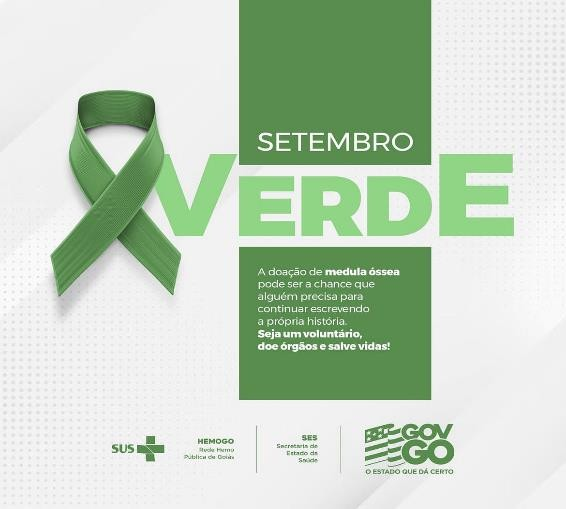 SETEMBRO
VERDE
A doação de medula óssea
pode ser a chance que
alguém precisa para
continuar escrevendo
a própria história.
Seja um voluntário,
doe órgãos e salve vidas!
SUS
HEMOGO
Rede Hemo
Pública de Goiás
SES
Secretaria de
Estado da
Saúde
GOV
GO
O ESTADO QUE DÁ CERTO